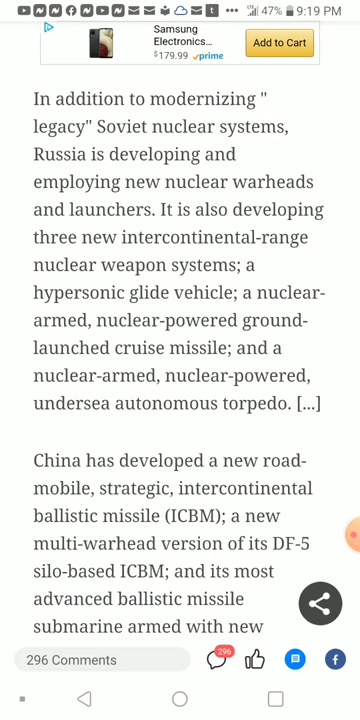 47% 9:19 PM
Samsung
Electronics...
$179.99 prime
Add to Cart
In addition to modernizing "
legacy" Soviet nuclear systems,
Russia is developing and
employing new nuclear warheads
and launchers. It is also developing
three new intercontinental-range
nuclear weapon systems; a
hypersonic glide vehicle; a nuclear-
armed, nuclear-powered ground-
launched cruise missile; and a
nuclear-armed, nuclear-powered,
undersea autonomous torpedo. [...]
China has developed a new road-
mobile, strategic, intercontinental
ballistic missile (ICBM); a new
multi-warhead version of its DF-5
silo-based ICBM; and its most
advanced ballistic missile
submarine armed with new
296 Comments
296